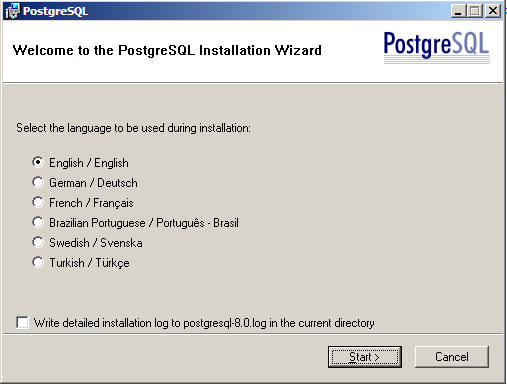 PostgreSQL
Welcome to the PostgreSQL Installation Wizard
PostgreSQL
Select the language to be used during installation:
English / English
German / Deutsch
French / Français
Brazilian Portuguese / Português - Brasil
Swedish / Svenska
Turkish / Türkçe
Write detailed installation log to postgresql-8.0.log in the current directory
Start >
Cancel